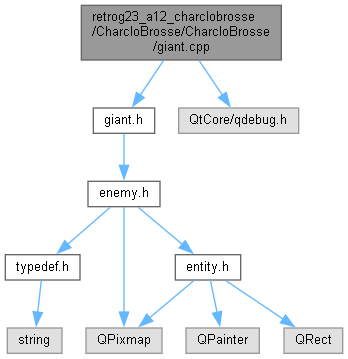 retrog23_a12_charclobrosse
/CharcloBrosse/CharcloBrosse
/giant.cpp
giant.h
QtCore/qdebug.h
enemy.h
typedef.h
entity.h
string
QPixmap
QPainter
QRect